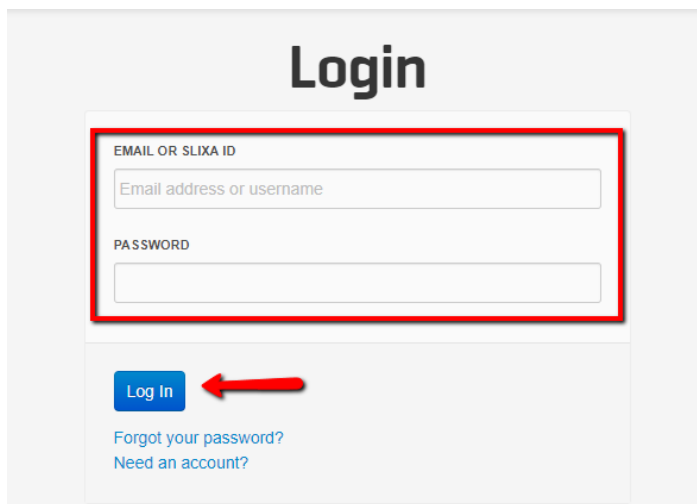 Login
EMAIL OR SLIXA ID
Email address or username
PASSWORD
Log In
Forgot your password?
Need an account?